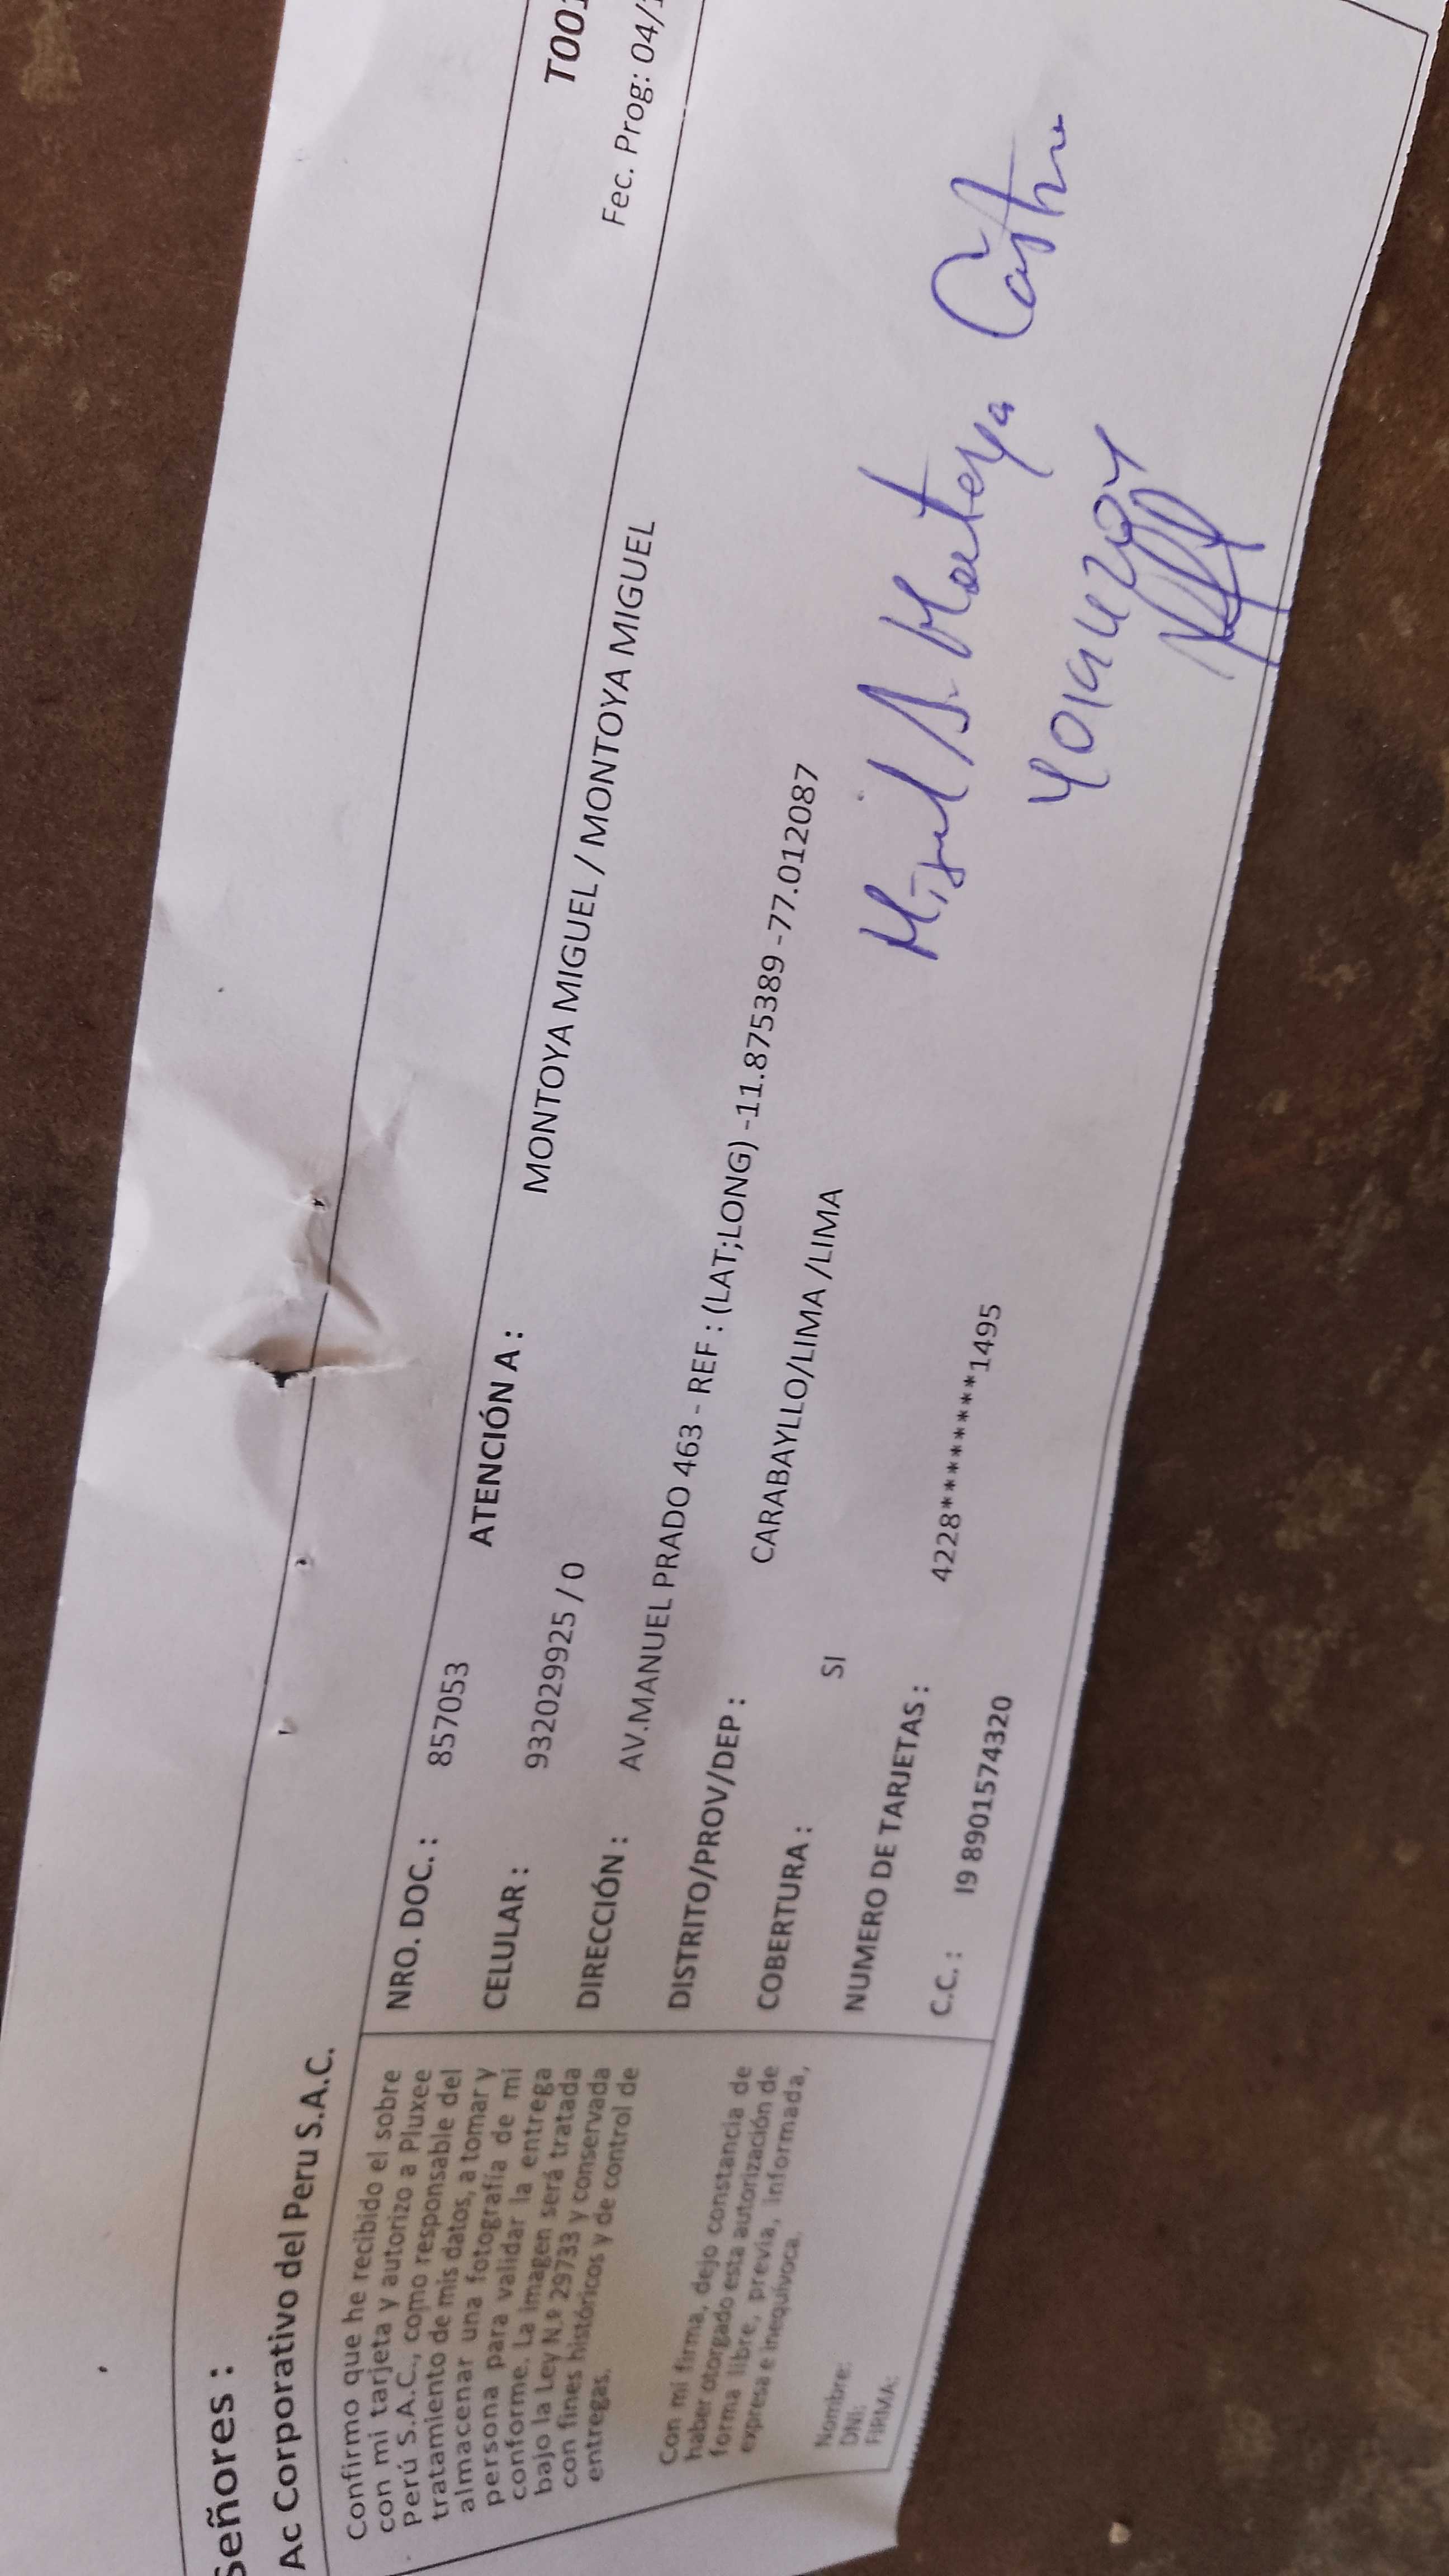 Señores :
Ac Corporativo del Peru S.A.C.
Confirmo que he recibido el sobre
con mi tarjeta y autorizo a Pluxee
Perú S.A.C., como responsable del
tratamiento de mis datos, a tomar y
almacenar una fotografía de mi
persona para validar la entrega
conforme. La imagen será tratada
bajo la Ley N.º 29733 y conservada
con fines históricos y de control de
entregas.
Con mi firma, dejo constancia de
haber otorgado esta autorización de
forma libre, previa, informada,
expresa e inequívoca.
Nombre:
DNI:
FIRMA:
T001
NRO. DOC. : 857053
Fec. Prog: 04/
ATENCIÓN A : MONTOYA MIGUEL / MONTOYA MIGUEL
CELULAR : 932029925 / 0
DIRECCIÓN : AV.MANUEL PRADO 463 - REF : (LAT;LONG) -11.875389 -77.012087
DISTRITO/PROV/DEP : CARABAYLLO/LIMA /LIMA
COBERTURA : SI
NUMERO DE TARJETAS : 4228*********1495
C.C. : I9 8901574320
Miguel A. Montoya Castro